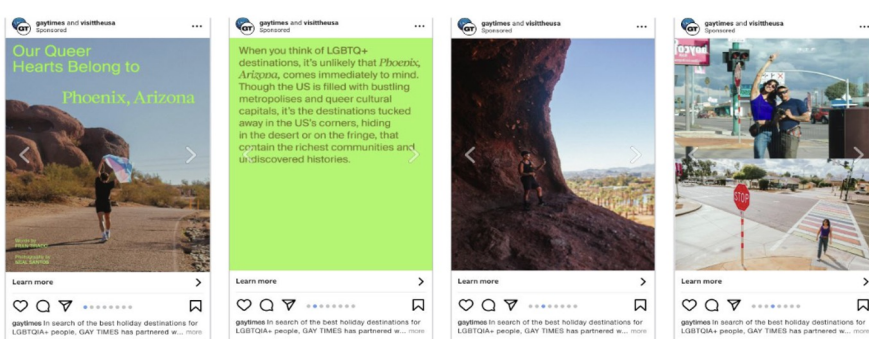 gaytimes and visittheusa
Sponsored
Our Queer
Hearts Belong to
Phoenix, Arizona
Words by
Photography by
Learn more
gaytimes In search of the best holiday destinations for
LGBTQIA+ people, GAY TIMES has partnered w... more
gaytimes and visittheusa
Sponsored
When you think of LGBTQ+
destinations, it's unlikely that Phoenix,
Arizona, comes immediately to mind.
Though the US is filled with bustling
metropolises and queer cultural
capitals, it's the destinations tucked
away in the US's corners, hiding
in the desert or on the fringe, that
contain the richest communities and
undiscovered histories.
Learn more
gaytimes In search of the best holiday destinations for
LGBTQIA+ people, GAY TIMES has partnered w... more
gaytimes and visittheusa
Sponsored
Learn more
gaytimes In search of the best holiday destinations for
LGBTQIA+ people, GAY TIMES has partnered w... more
gaytimes and visittheusa
Sponsored
STOP
Learn more
gaytimes In search of the best holiday destinations for
LGBTQIA+ people, GAY TIMES has partnered w... more